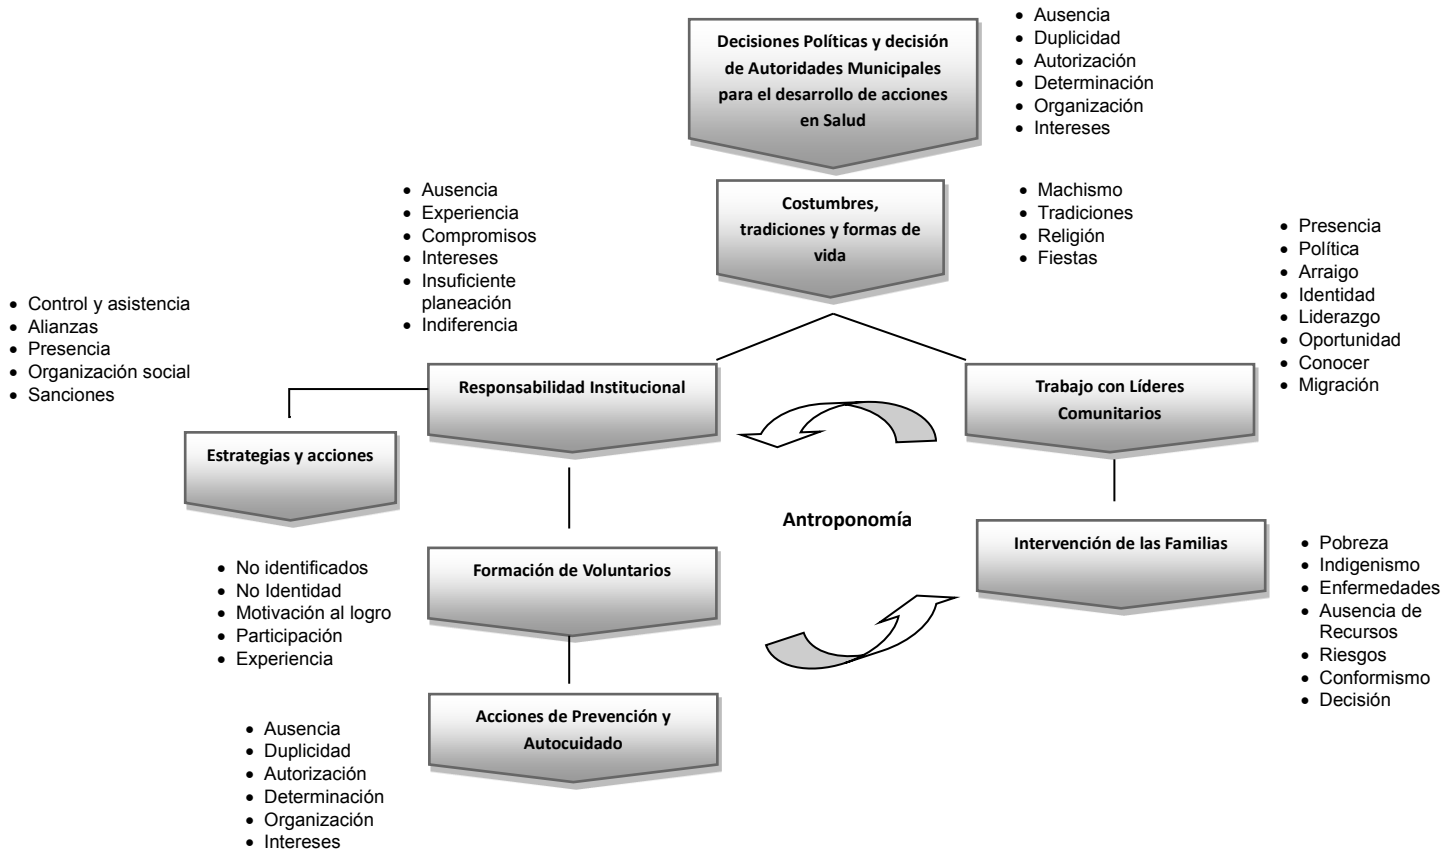 Decisiones Políticas y decisión
de Autoridades Municipales
para el desarrollo de acciones
en Salud
• Ausencia
• Duplicidad
• Autorización
• Determinación
• Organización
• Intereses
Costumbres,
tradiciones y formas de
vida
• Machismo
• Tradiciones
• Religión
• Fiestas
• Ausencia
• Experiencia
• Compromisos
• Intereses
• Insuficiente
planeación
• Indiferencia
• Presencia
• Política
• Arraigo
• Identidad
• Liderazgo
• Oportunidad
• Conocer
• Migración
• Control y asistencia
• Alianzas
• Presencia
• Organización social
• Sanciones
Responsabilidad Institucional
Trabajo con Líderes
Comunitarios
Estrategias y acciones
Antroponomía
Formación de Voluntarios
Intervención de las Familias
• No identificados
• No Identidad
• Motivación al logro
• Participación
• Experiencia
• Pobreza
• Indigenismo
• Enfermedades
• Ausencia de
Recursos
• Riesgos
• Conformismo
• Decisión
Acciones de Prevención y
Autocuidado
• Ausencia
• Duplicidad
• Autorización
• Determinación
• Organización
• Intereses